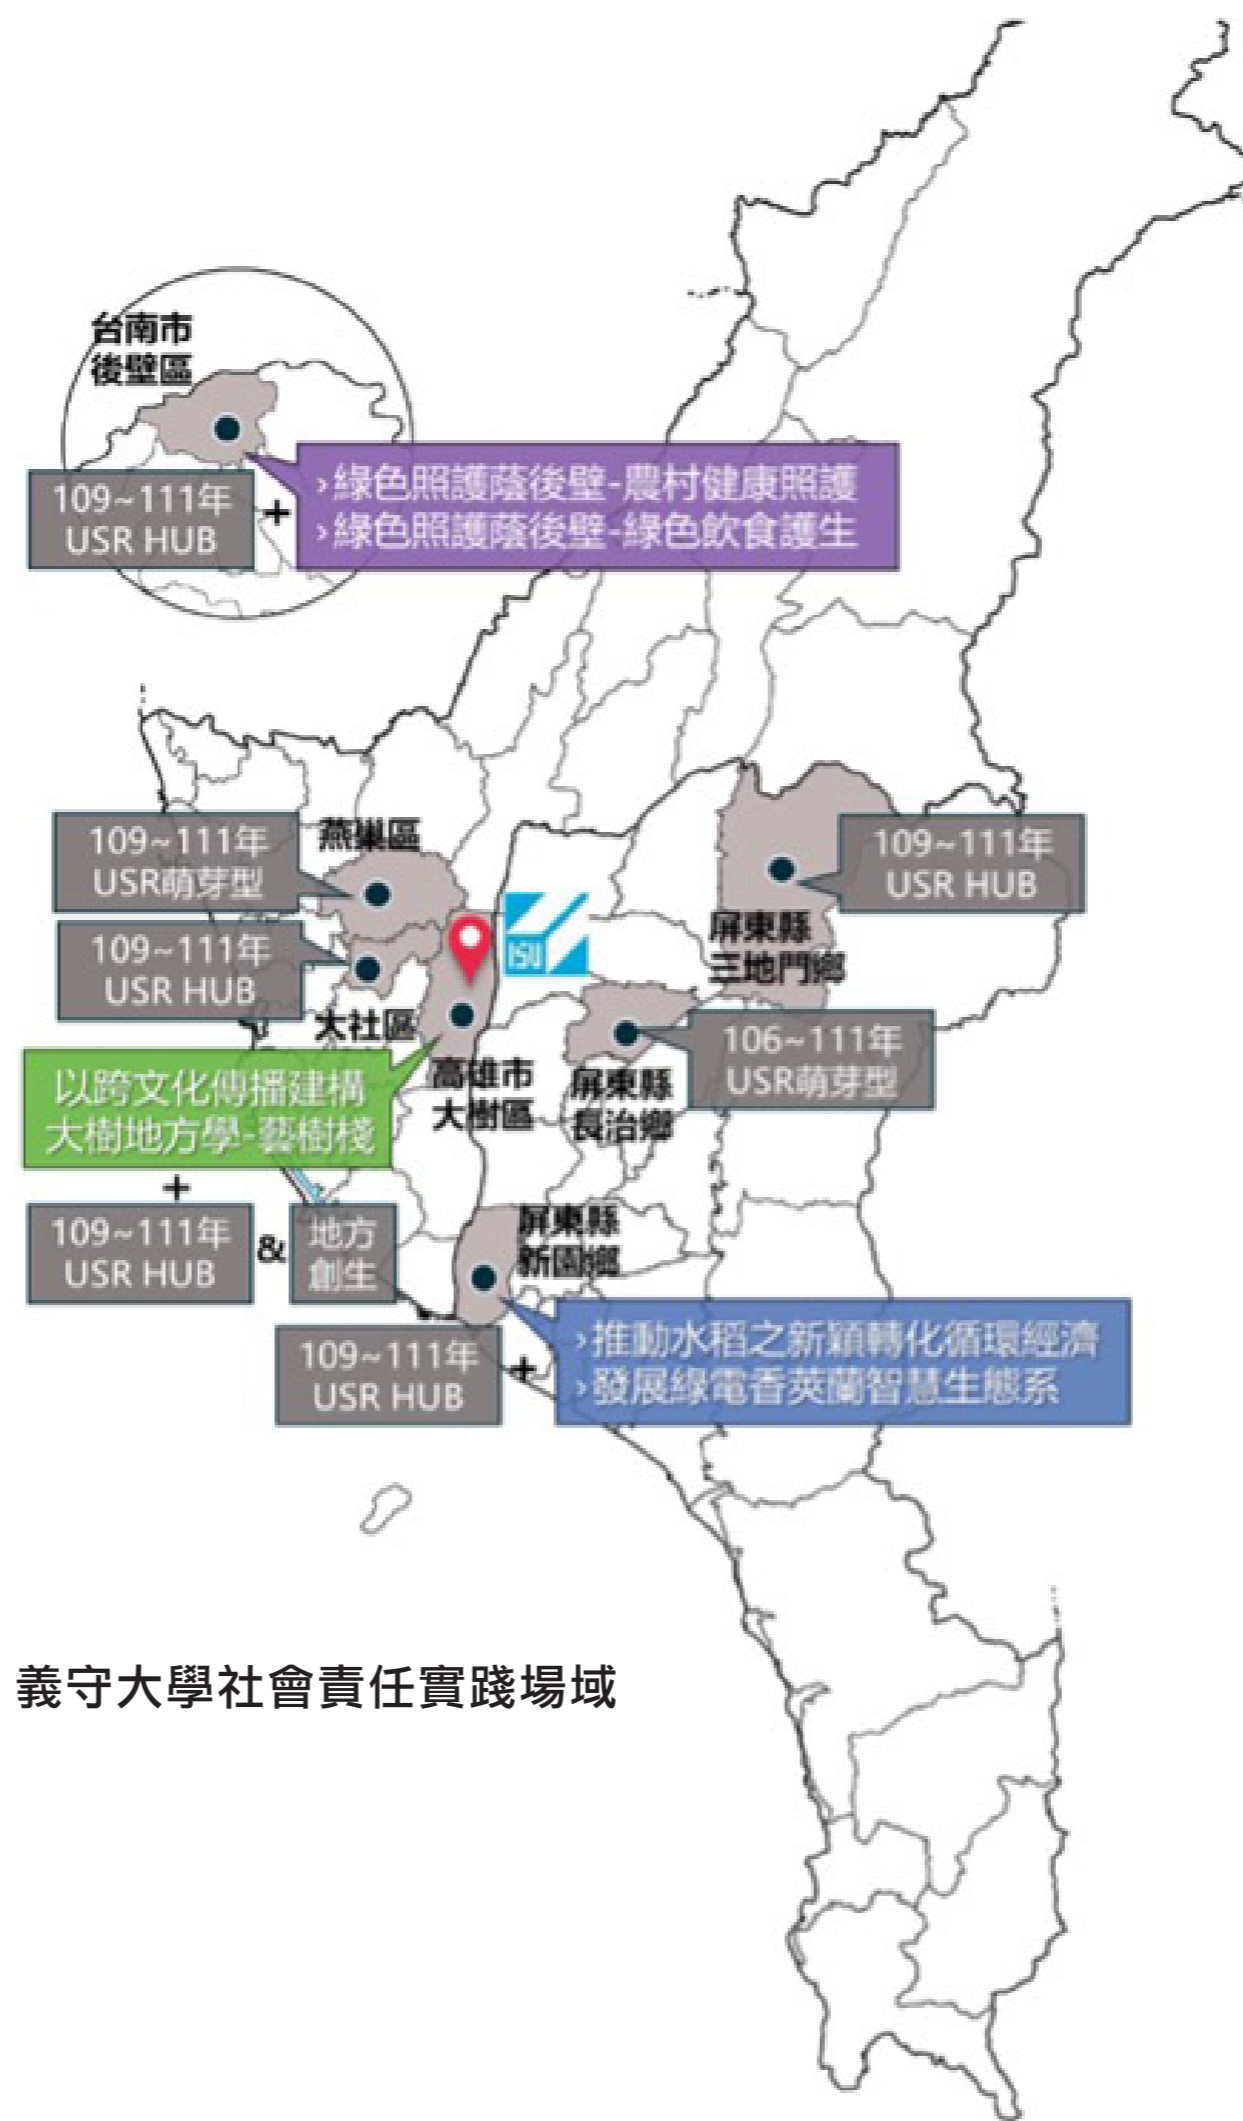 台南市
後壁區
109~111年
USR HUB
+
›綠色照護蔭後壁-農村健康照護
›綠色照護蔭後壁-綠色飲食護生
109~111年
USR萌芽型
燕巢區
109~111年
USR HUB
大社區
ISU
109~111年
USR HUB
屏東縣
三地門鄉
106~111年
USR萌芽型
屏東縣
長治鄉
高雄市
大樹區
以跨文化傳播建構
大樹地方學-藝樹棧
+
109~111年
USR HUB
&
地方
創生
屏東縣
新園鄉
109~111年
USR HUB
+
›推動水稻之新穎轉化循環經濟
›發展綠電香莢蘭智慧生態系
義守大學社會責任實踐場域